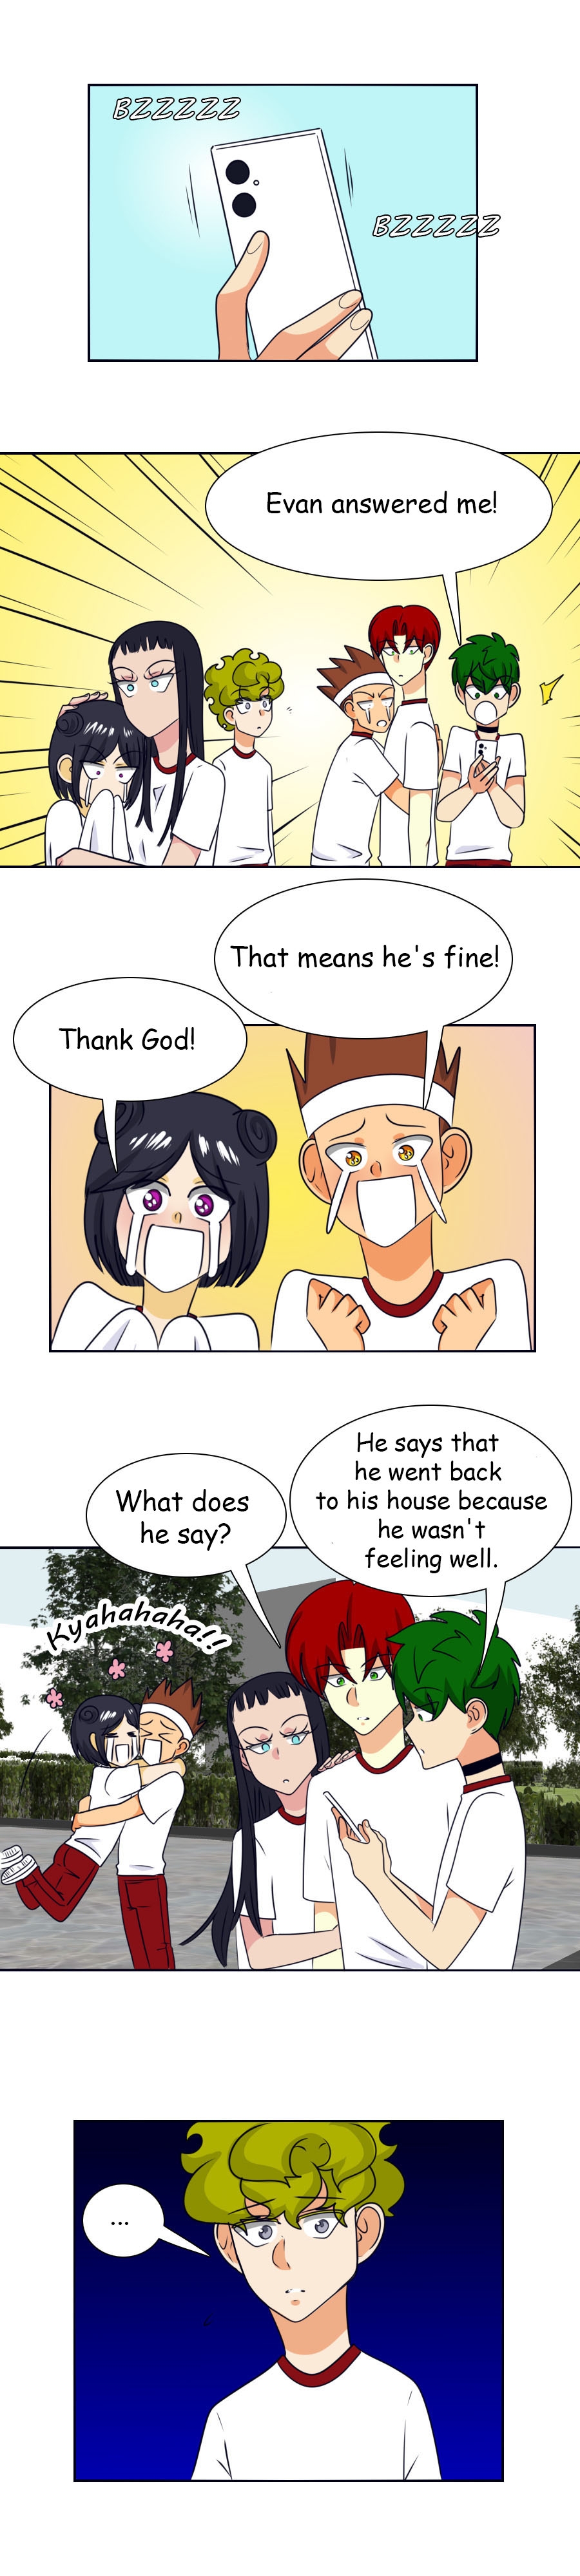 BZZZZZ
BZZZZZ
Evan answered me!
That means he's fine!
Thank God!
What does
he say?
He says that
he went back
to his house because
he wasn't
feeling well.
Kyahahaha!!
...